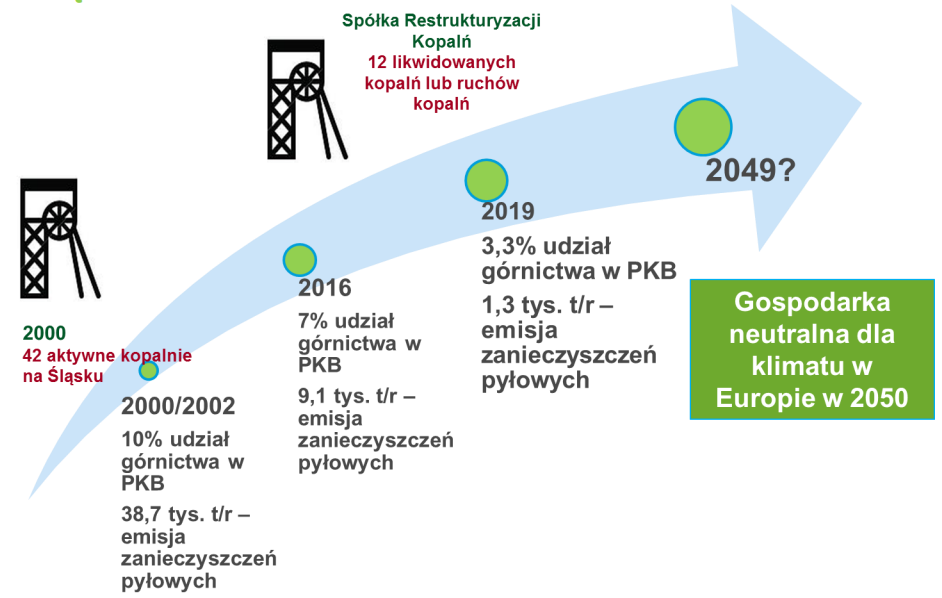 Spółka Restrukturyzacji
Kopalń
12 likwidowanych
kopalń lub ruchów
kopalń
2000
42 aktywne kopalnie
na Śląsku
2000/2002
10% udział
górnictwa w
PKB
38,7 tys. t/r –
emisja
zanieczyszczeń
pyłowych
2016
7% udział
górnictwa w
PKB
9,1 tys. t/r –
emisja
zanieczyszczeń
pyłowych
2019
3,3% udział
górnictwa w PKB
1,3 tys. t/r –
emisja
zanieczyszczeń
pyłowych
2049?
Gospodarka
neutralna dla
klimatu w
Europie w 2050